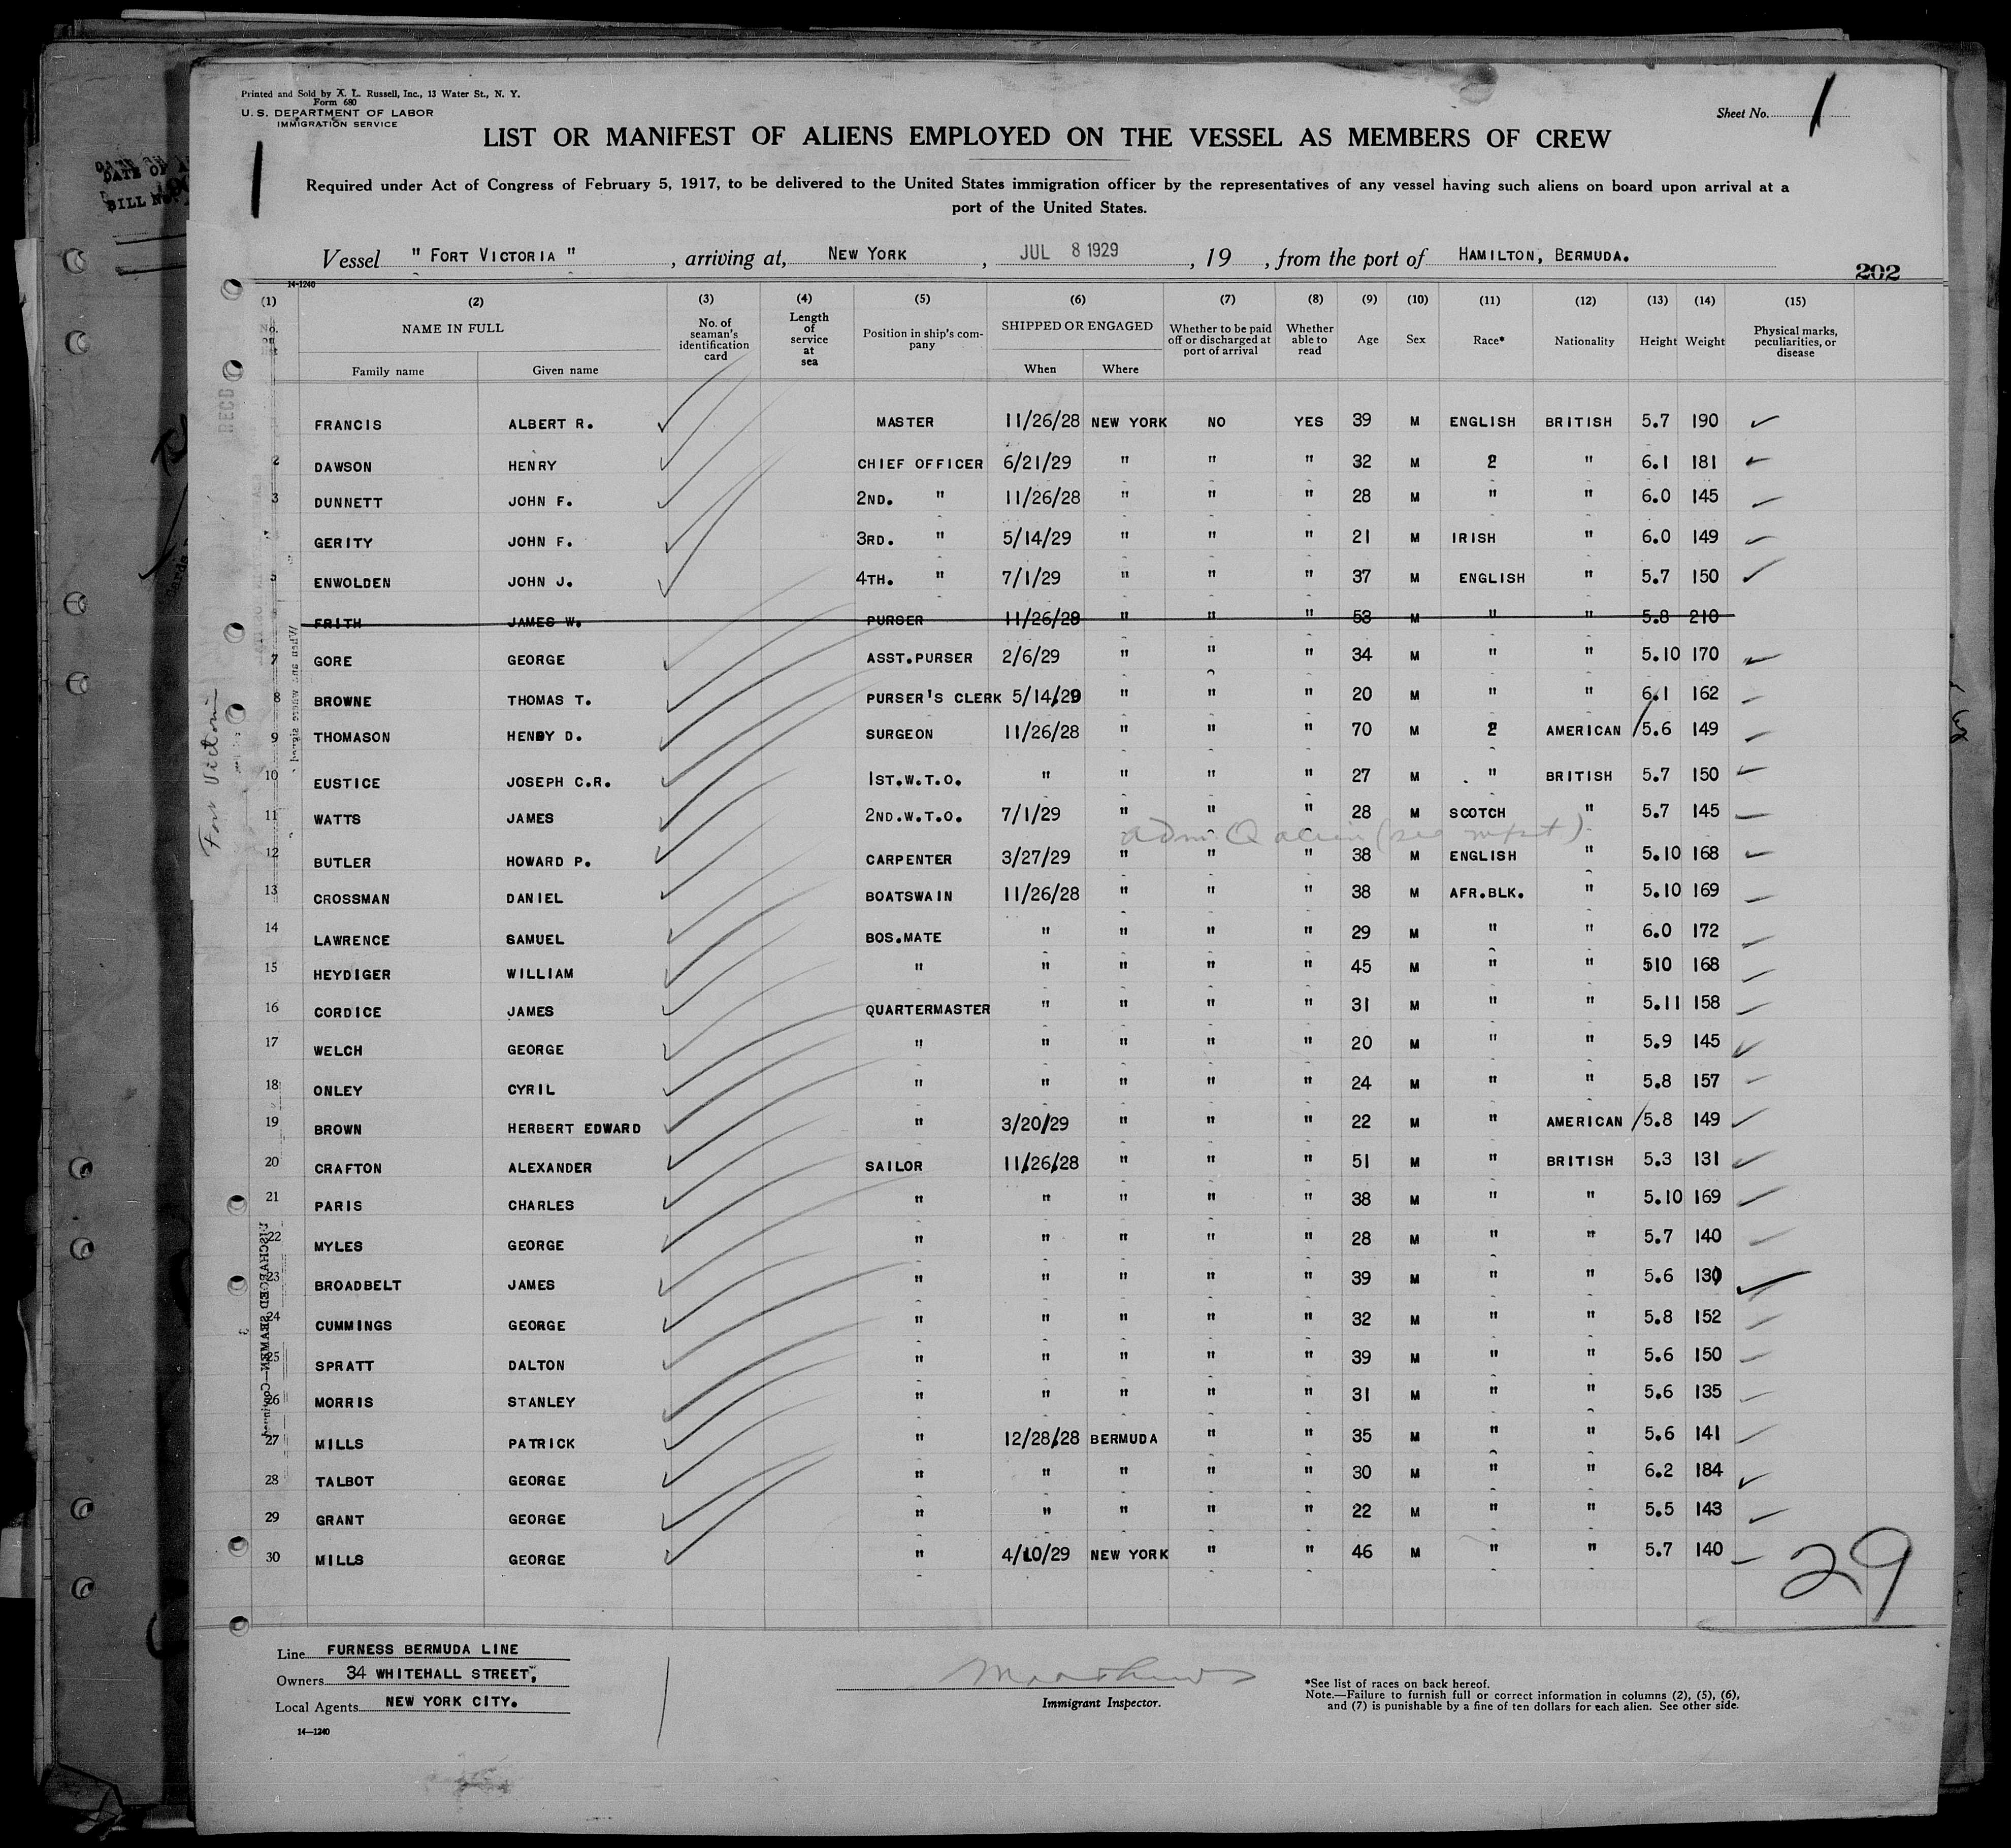 Printed and Sold by A. L. Russell, Inc., 13 Water St., N. Y.
Form 680
U. S. DEPARTMENT OF LABOR
IMMIGRATION SERVICE
Sheet No. 1
1
LIST OR MANIFEST OF ALIENS EMPLOYED ON THE VESSEL AS MEMBERS OF CREW
Required under Act of Congress of February 5, 1917, to be delivered to the United States immigration officer by the representatives of any vessel having such aliens on board upon arrival at a
port of the United States.
Vessel " FORT VICTORIA " , arriving at, NEW YORK , JUL 8 1929 , 19 , from the port of HAMILTON, BERMUDA.
202
14-1240
(1) (2) (3) (4) (5) (6) (7) (8) (9) (10) (11) (12) (13) (14) (15)
NAME IN FULL No. of seaman's identification card Length of service at sea Position in ship's company SHIPPED OR ENGAGED Whether to be paid off or discharged at port of arrival Whether able to read Age Sex Race* Nationality Height Weight Physical marks, peculiarities, or disease
Family name Given name When Where
FRANCIS ALBERT R. MASTER 11/26/28 NEW YORK NO YES 39 M ENGLISH BRITISH 5.7 190
2 DAWSON HENRY CHIEF OFFICER 6/21/29 " " " 32 M 2 " 6.1 181
3 DUNNETT JOHN F. 2ND. " 11/26/28 " " " 28 M " " 6.0 145
GERITY JOHN F. 3RD. " 5/14/29 " " " 21 M IRISH " 6.0 149
5 ENWOLDEN JOHN J. 4TH. " 7/1/29 " " " 37 M ENGLISH " 5.7 150
FRITH JAMES W. PURSER 11/26/28 " " " 53 M " " 5.8 210
7 GORE GEORGE ASST.PURSER 2/6/29 " " " 34 M " " 5.10 170
8 BROWNE THOMAS T. PURSER'S CLERK 5/14/29 " " " 20 M " " 6.1 162
9 THOMASON HENDY D. SURGEON 11/26/28 " " " 70 M 2 AMERICAN 5.6 149
10 EUSTICE JOSEPH C.R. 1ST.W.T.O. " " " " 27 M " BRITISH 5.7 150
11 WATTS JAMES 2ND.W.T.O. 7/1/29 " " " 28 M SCOTCH " 5.7 145
12 BUTLER HOWARD P. CARPENTER 3/27/29 " " " 38 M ENGLISH " 5.10 168
13 CROSSMAN DANIEL BOATSWAIN 11/26/28 " " " 38 M AFR.BLK. " 5.10 169
14 LAWRENCE SAMUEL BOS.MATE " " " " 29 M " " 6.0 172
15 HEYDIGER WILLIAM " " " " " 45 M " " 510 168
16 CORDICE JAMES QUARTERMASTER " " " " 31 M " " 5.11 158
17 WELCH GEORGE " " " " " 20 M " " 5.9 145
18 ONLEY CYRIL " " " " " 24 M " " 5.8 157
19 BROWN HERBERT EDWARD " 3/20/29 " " " 22 M " AMERICAN 5.8 149
20 CRAFTON ALEXANDER SAILOR 11/26/28 " " " 51 M " BRITISH 5.3 131
21 PARIS CHARLES " " " " " 38 M " " 5.10 169
22 MYLES GEORGE " " " " " 28 M " " 5.7 140
23 BROADBELT JAMES " " " " " 39 M " " 5.6 130
24 CUMMINGS GEORGE " " " " " 32 M " " 5.8 152
25 SPRATT DALTON " " " " " 39 M " " 5.6 150
26 MORRIS STANLEY " " " " " 31 M " " 5.6 135
27 MILLS PATRICK " 12/28/28 BERMUDA " " 35 M " " 5.6 141
28 TALBOT GEORGE " " " " " 30 M " " 6.2 184
29 GRANT GEORGE " " " " " 22 M " " 5.5 143
30 MILLS GEORGE " 4/10/29 NEW YORK " " 46 M " " 5.7 140
29
Line FURNESS BERMUDA LINE
Owners 34 WHITEHALL STREET,
Local Agents NEW YORK CITY.
14—1240
Immigrant Inspector.
*See list of races on back hereof.
Note.—Failure to furnish full or correct information in columns (2), (5), (6),
and (7) is punishable by a fine of ten dollars for each alien. See other side.
Fort Victoria
RECD
DISCHARGED SEAMEN